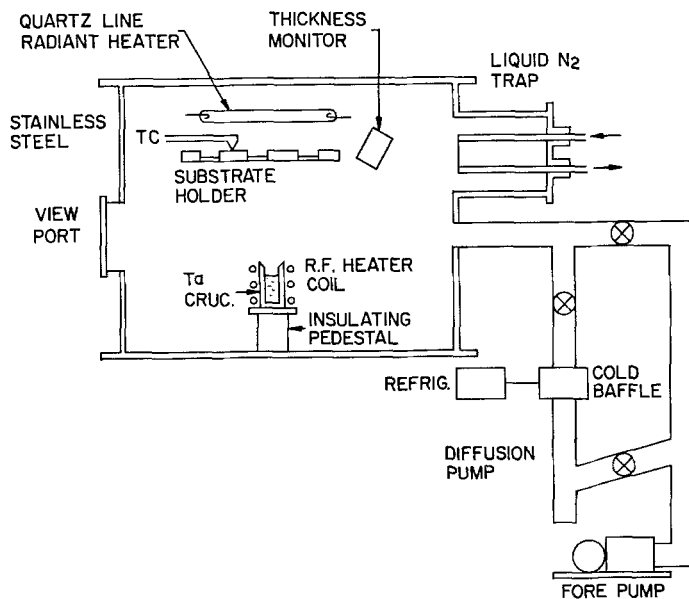 QUARTZ LINE
RADIANT HEATER
THICKNESS
MONITOR
LIQUID N2
TRAP
STAINLESS
STEEL
TC
SUBSTRATE
HOLDER
VIEW
PORT
R.F. HEATER
COIL
Ta
CRUC.
INSULATING
PEDESTAL
REFRIG.
COLD
BAFFLE
DIFFUSION
PUMP
FORE PUMP